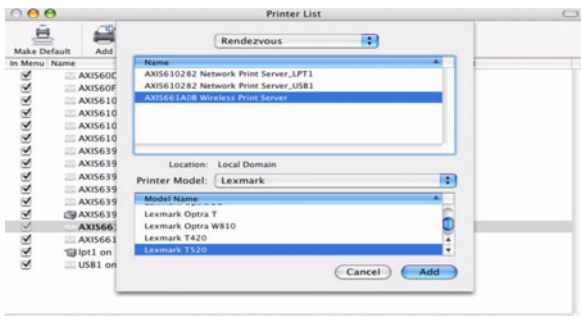 Printer List
Make Default
Add
Rendezvous
In Menu
Name
Name
AXIS610282 Network Print Server_LPT1
AXIS610282 Network Print Server_USB1
AXIS661A08 Wireless Print Server
Location: Local Domain
Printer Model: Lexmark
Model Name
Lexmark Optra T
Lexmark Optra W810
Lexmark T420
Lexmark T520
Cancel
Add
AXIS60F
AXIS610
AXIS610
AXIS610
AXIS639
AXIS639
AXIS639
AXIS639
AXIS639
AXIS639
AXIS66
AXIS661
lpt1 on
USB1 on